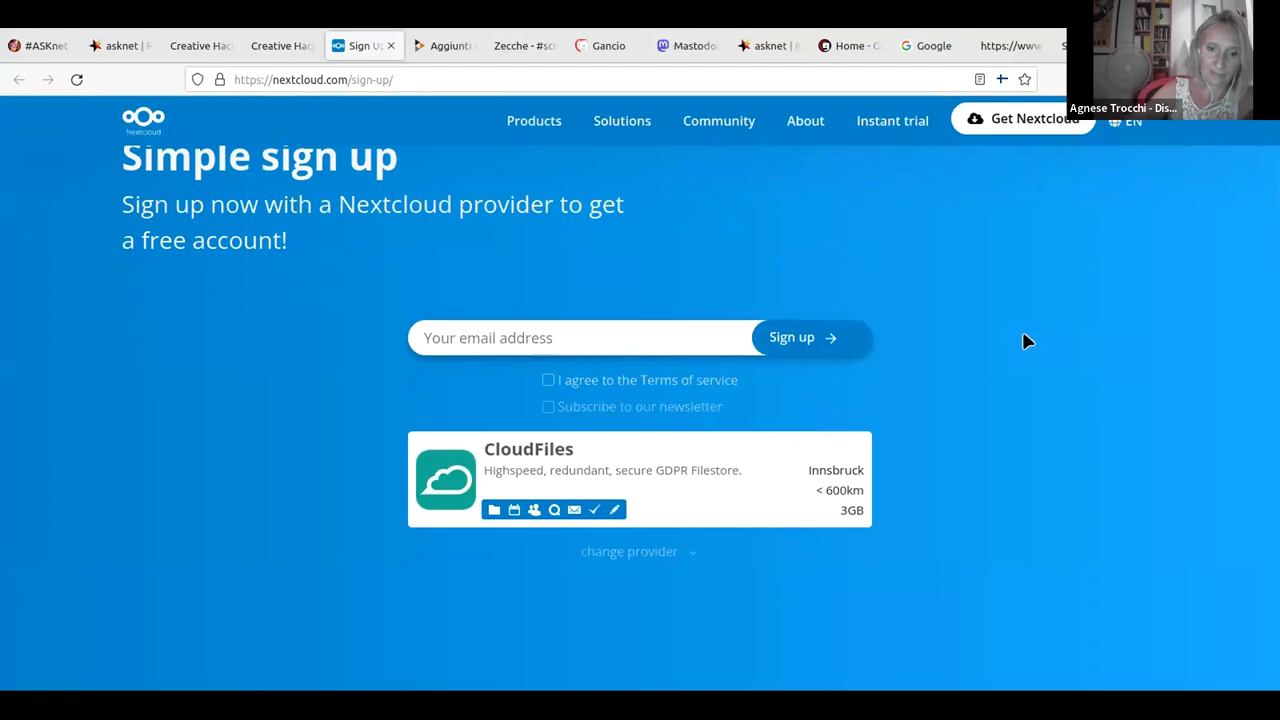 #ASKnet
asknet | R
Creative Hac
Creative Hac
Sign U
Aggiunti
Zecche - #sc
Gancio
Mastodo
asknet | R
Home - G
Google
https://www
https://nextcloud.com/sign-up/
Agnese Trocchi - Dis...
Nextcloud
Products
Solutions
Community
About
Instant trial
Get Nextcloud
EN
Simple sign up
Sign up now with a Nextcloud provider to get
a free account!
Your email address
Sign up
I agree to the Terms of service
Subscribe to our newsletter
CloudFiles
Highspeed, redundant, secure GDPR Filestore.
Innsbruck
< 600km
3GB
change provider